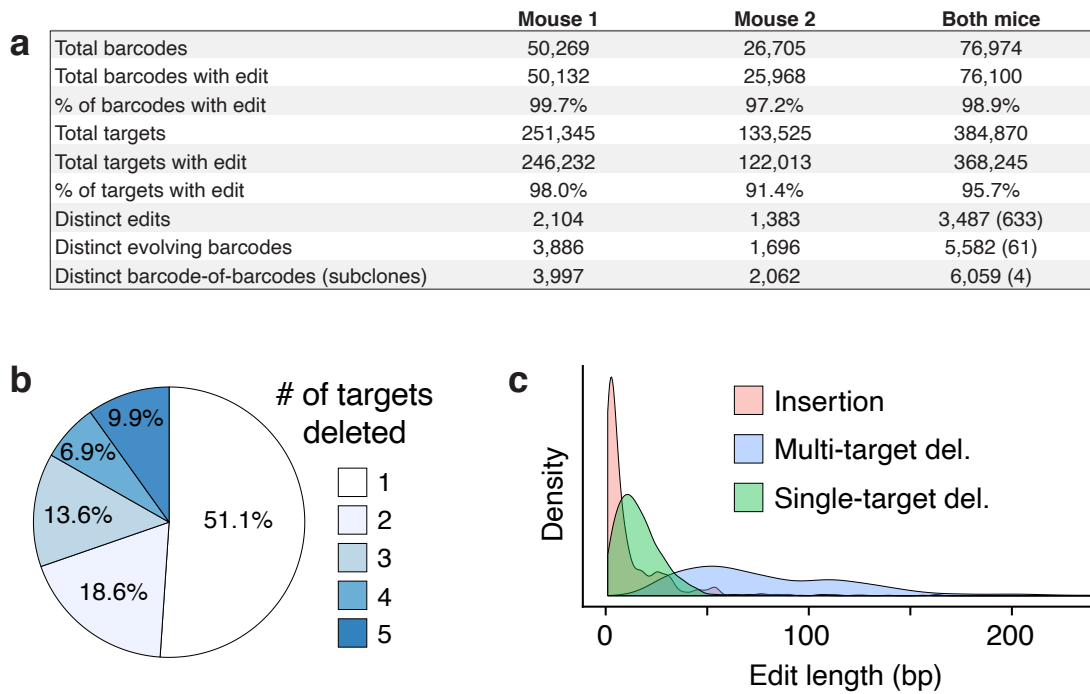 a
Mouse 1 Mouse 2 Both mice
Total barcodes 50,269 26,705 76,974
Total barcodes with edit 50,132 25,968 76,100
% of barcodes with edit 99.7% 97.2% 98.9%
Total targets 251,345 133,525 384,870
Total targets with edit 246,232 122,013 368,245
% of targets with edit 98.0% 91.4% 95.7%
Distinct edits 2,104 1,383 3,487 (633)
Distinct evolving barcodes 3,886 1,696 5,582 (61)
Distinct barcode-of-barcodes (subclones) 3,997 2,062 6,059 (4)
b
# of targets
deleted
9.9%
6.9%
13.6%
18.6%
51.1%
1
2
3
4
5
c
Insertion
Multi-target del.
Single-target del.
Density
0 100 200
Edit length (bp)